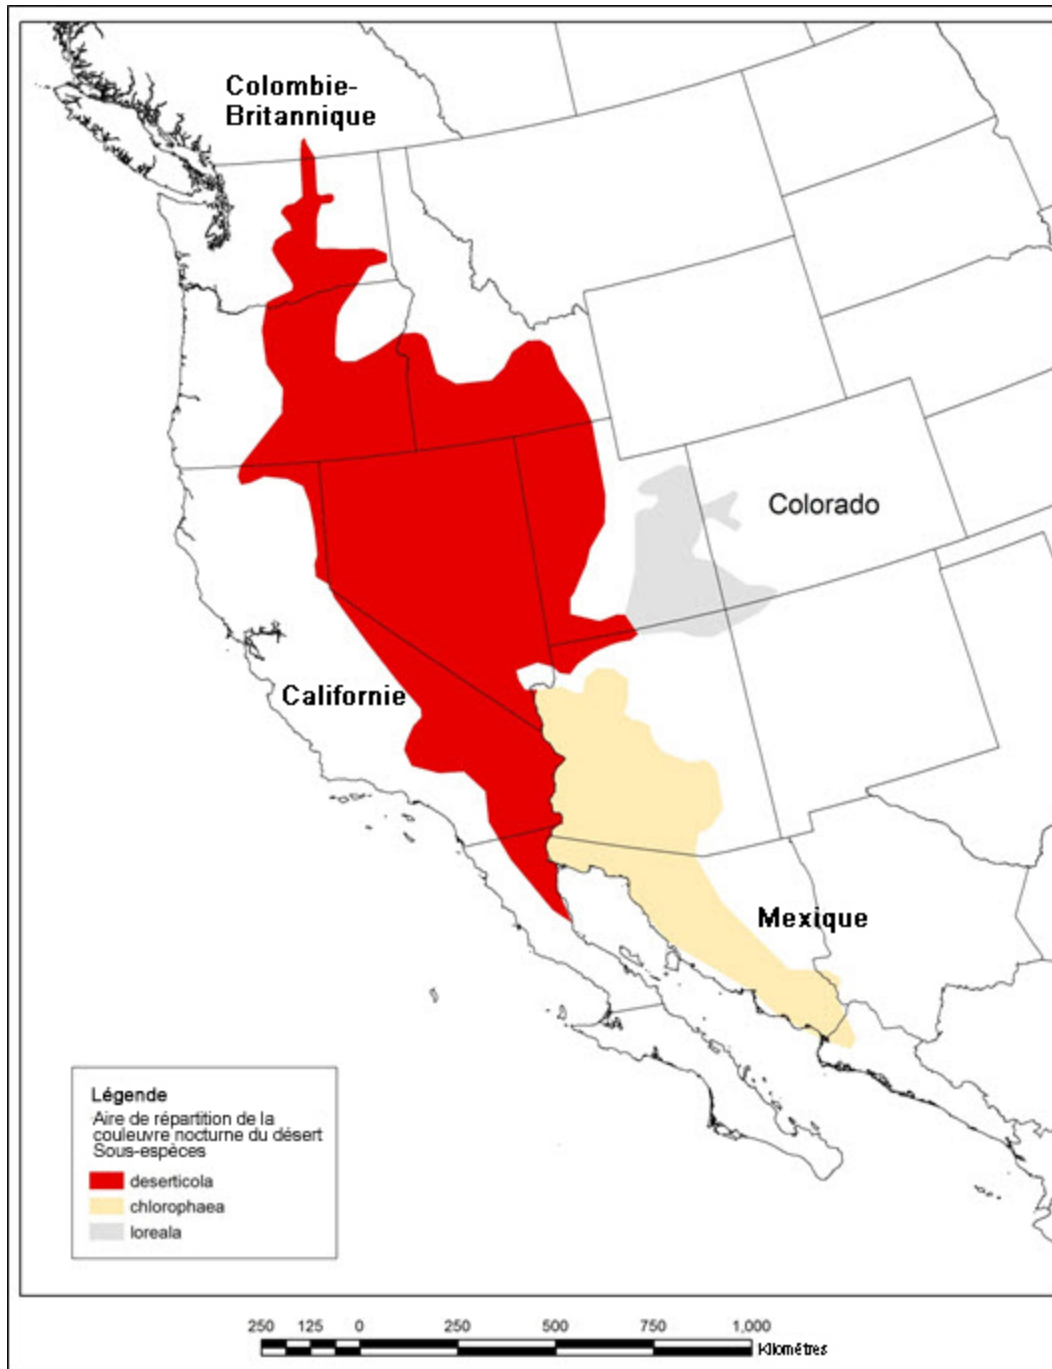 Colombie-
Britannique
Colorado
Californie
Mexique
Légende
Aire de répartition de la
couleuvre nocturne du désert
Sous-espèces
deserticola
chlorophaea
loreala
250 125 0 250 500 750 1,000
Kilométres